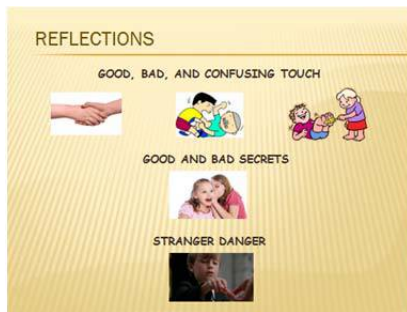 REFLECTIONS
GOOD, BAD, AND CONFUSING TOUCH
GOOD AND BAD SECRETS
STRANGER DANGER